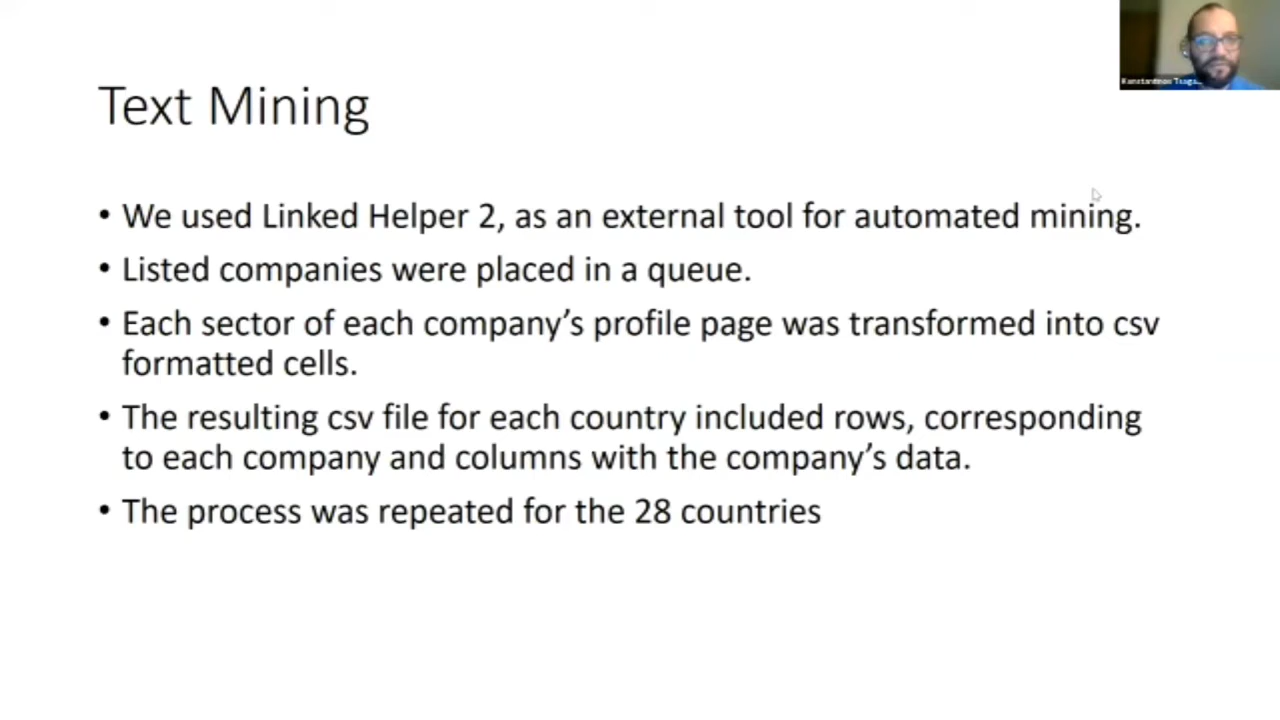 Text Mining
• We used Linked Helper 2, as an external tool for automated mining.
• Listed companies were placed in a queue.
• Each sector of each company’s profile page was transformed into csv
formatted cells.
• The resulting csv file for each country included rows, corresponding
to each company and columns with the company’s data.
• The process was repeated for the 28 countries